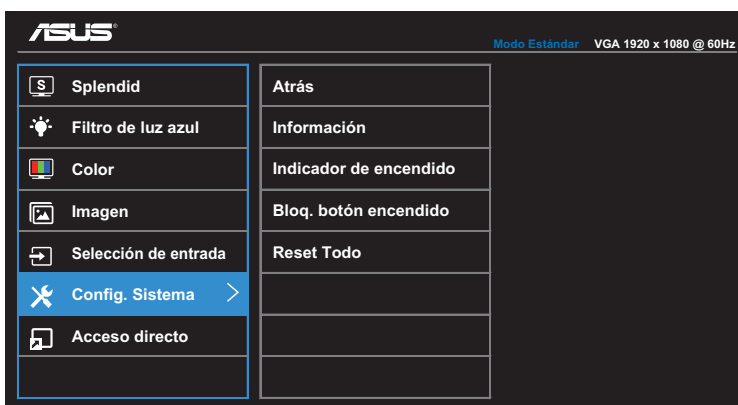 ASUS®
Modo Estándar VGA 1920 x 1080 @ 60Hz
S Splendid
Filtro de luz azul
Color
Imagen
Selección de entrada
Config. Sistema
Acceso directo
Atrás
Información
Indicador de encendido
Bloq. botón encendido
Reset Todo